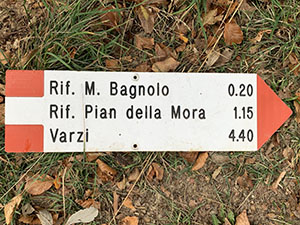 Rif. M. Bagnolo 0.20
Rif. Pian della Mora 1.15
Varzi 4.40